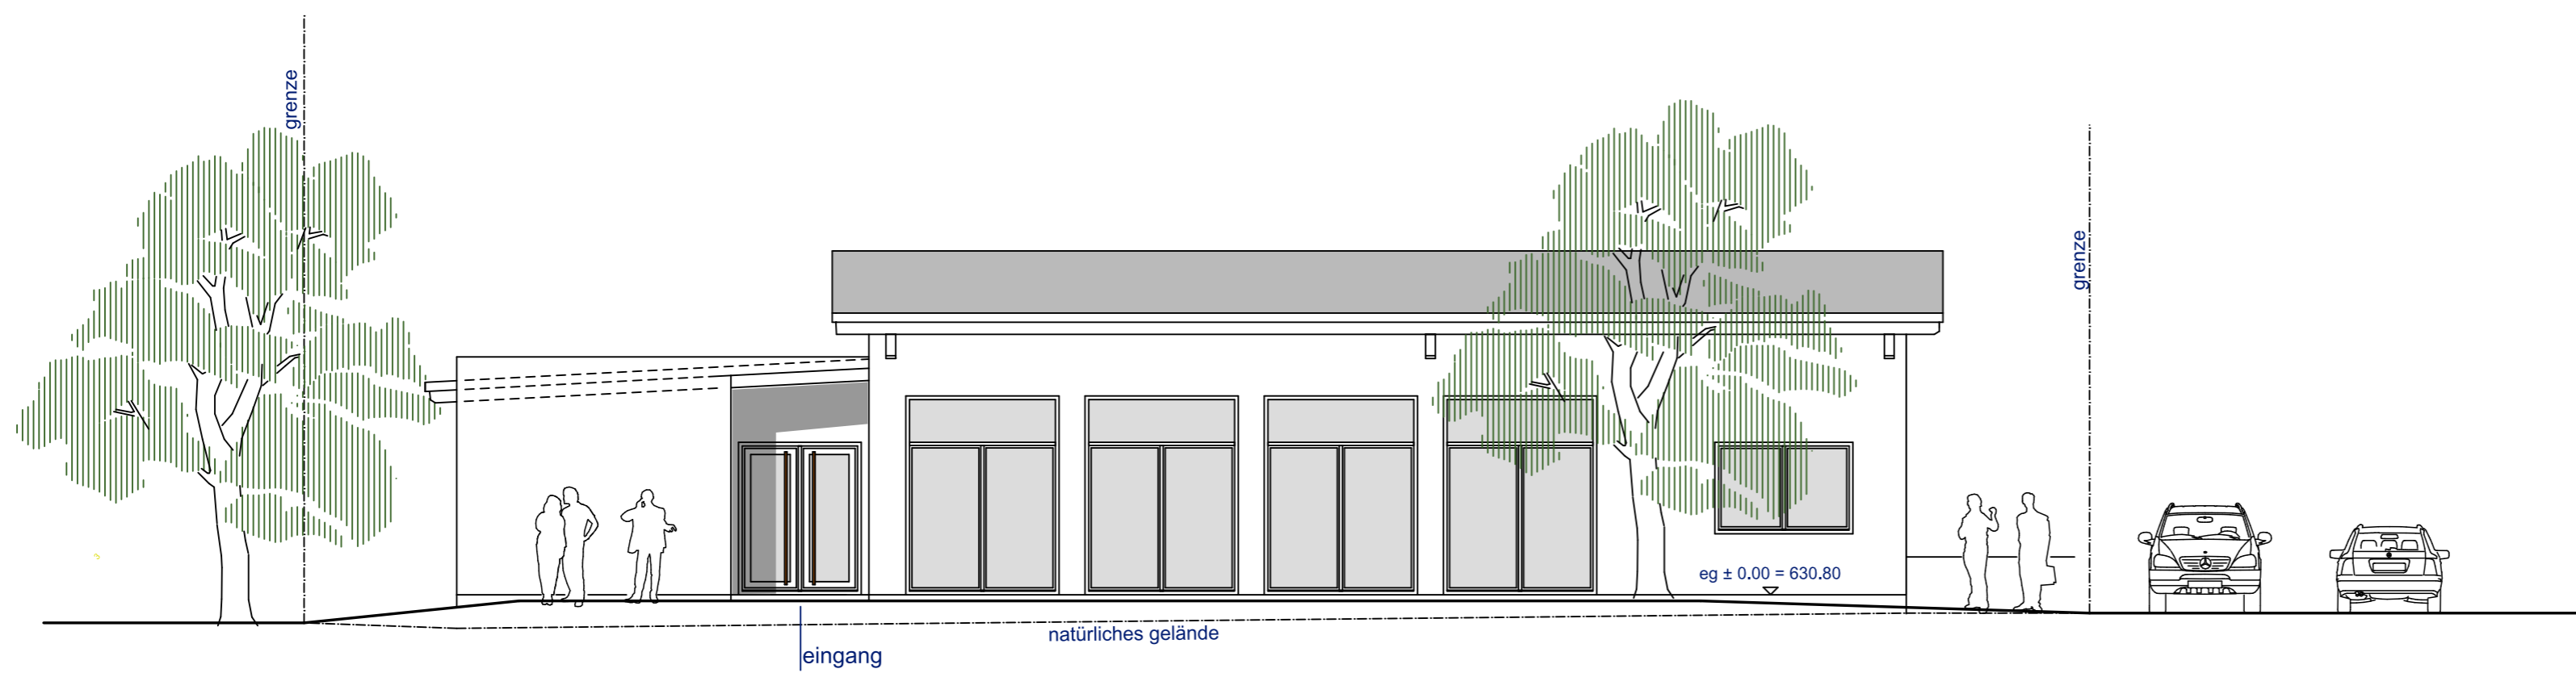 grenze
grenze
eg ± 0.00 = 630.80
natürliches gelände
eingang